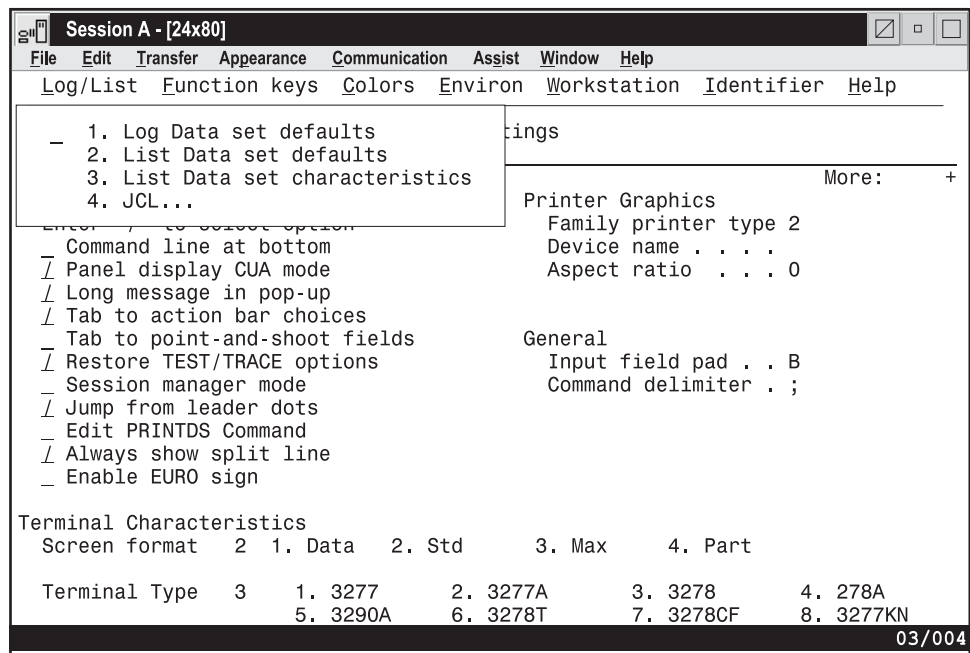 Session A - [24x80]
File Edit Transfer Appearance Communication Assist Window Help
Log/List Function keys Colors Environ Workstation Identifier Help
_ 1. Log Data set defaults tings
2. List Data set defaults
3. List Data set characteristics More: +
4. JCL... Printer Graphics
Enter "/" to select option Family printer type 2
_ Command line at bottom Device name . . . .
/ Panel display CUA mode Aspect ratio . . . 0
/ Long message in pop-up
/ Tab to action bar choices
_ Tab to point-and-shoot fields General
/ Restore TEST/TRACE options Input field pad . . B
_ Session manager mode Command delimiter . ;
/ Jump from leader dots
_ Edit PRINTDS Command
/ Always show split line
_ Enable EURO sign
Terminal Characteristics
Screen format 2 1. Data 2. Std 3. Max 4. Part
Terminal Type 3 1. 3277 2. 3277A 3. 3278 4. 278A
5. 3290A 6. 3278T 7. 3278CF 8. 3277KN
03/004